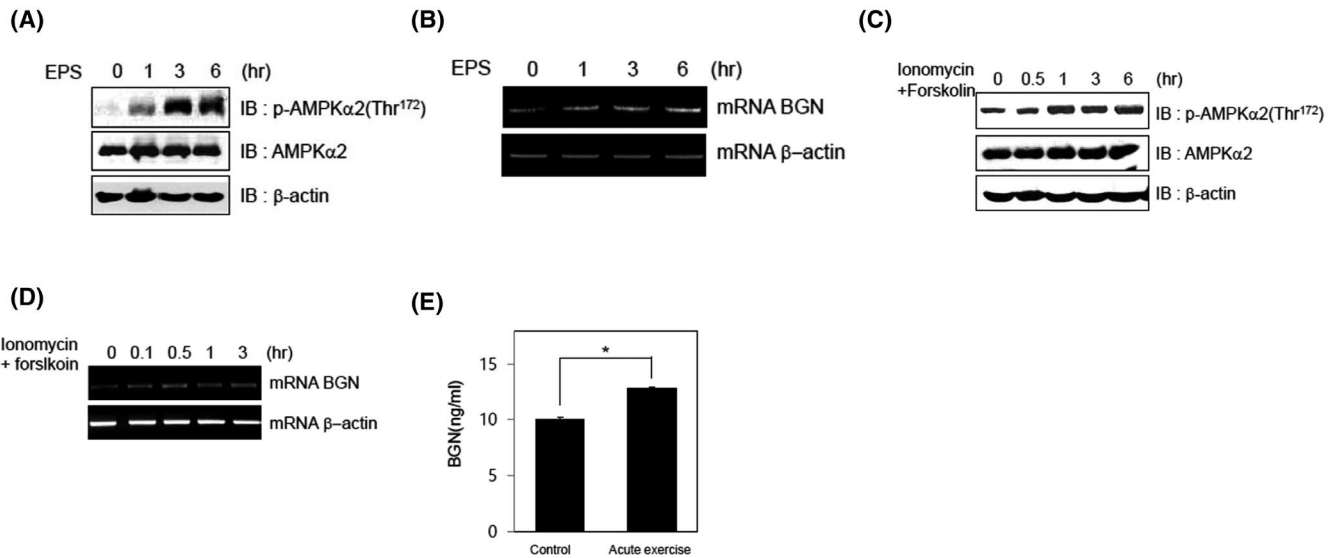 (A)
EPS 0 1 3 6 (hr)
IB : p-AMPKα2(Thr172)
IB : AMPKα2
IB : β-actin
(B)
EPS 0 1 3 6 (hr)
mRNA BGN
mRNA β–actin
(C)
Ionomycin
+Forskolin 0 0.5 1 3 6 (hr)
IB : p-AMPKα2(Thr172)
IB : AMPKα2
IB : β-actin
(D)
Ionomycin
+ forslkoin 0 0.1 0.5 1 3 (hr)
mRNA BGN
mRNA β–actin
(E)
BGN(ng/ml)
15
10
5
0
*
Control Acute exercise